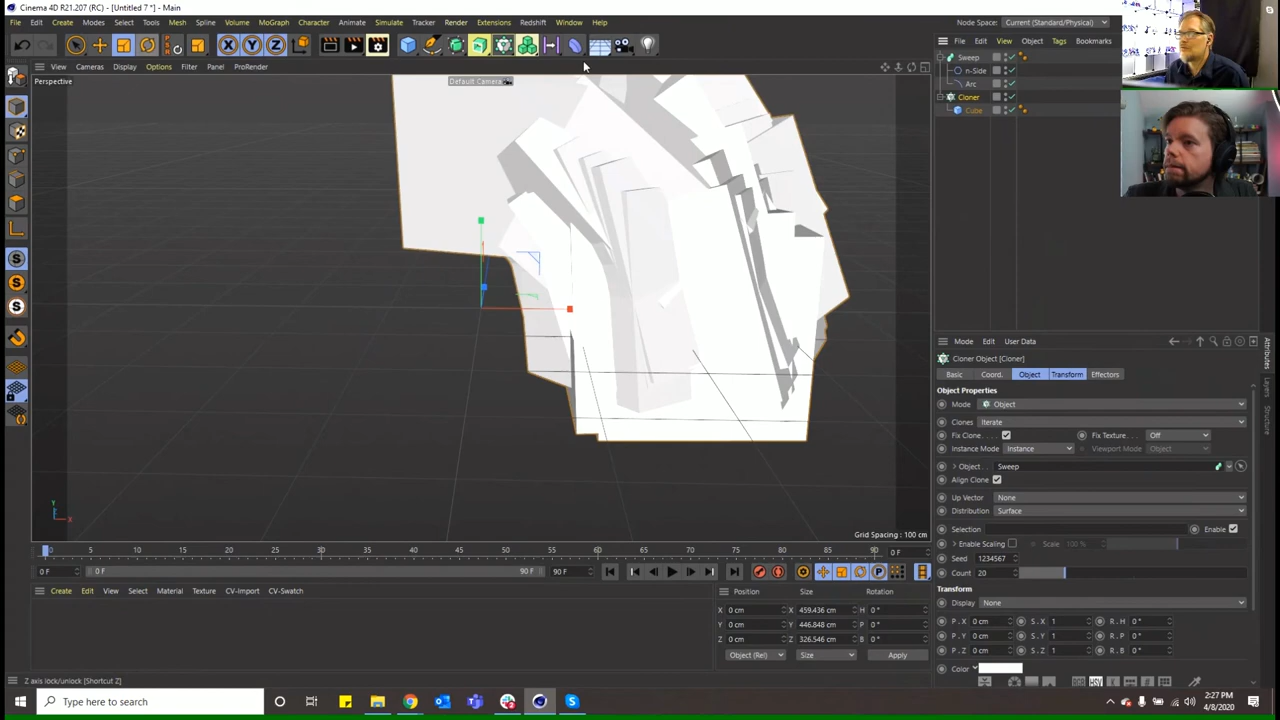 Cinema 4D R21.207 (RC) - [Untitled 7 *] - Main
File Edit Create Modes Select Tools Mesh Spline Volume MoGraph Character Animate Simulate Tracker Render Extensions Redshift Window Help
Node Space: Current (Standard/Physical)
View Cameras Display Options Filter Panel ProRender
File Edit View Object Tags Bookmarks
Perspective
Default Camera
Sweep
n-Side
Arc
Cloner
Cube
Mode Edit User Data
Cloner Object [Cloner]
Basic Coord. Object Transform Effectors
Object Properties
Mode Object
Clones Iterate
Fix Clone Fix Texture Off
Instance Mode Instance Viewport Mode Object
Object Sweep
Align Clone
Up Vector None
Distribution Surface
Selection Enable
Enable Scaling Scale 100 %
Seed 1234567
Count 20
Transform
Display None
P . X 0 cm S . X 1 R . H 0 °
P . Y 0 cm S . Y 1 R . P 0 °
P . Z 0 cm S . Z 1 R . B 0 °
Color
HSV
Attributes
Layers
Structure
Y
X
Grid Spacing : 100 cm
0 5 10 15 20 25 30 35 40 45 50 55 60 65 70 75 80 85 90 0 F
0 F 0 F 90 F 90 F
Create Edit View Select Material Texture CV-Import CV-Swatch
Position Size Rotation
X 0 cm X 459.436 cm H 0 °
Y 0 cm Y 446.848 cm P 0 °
Z 0 cm Z 326.546 cm B 0 °
Object (Rel) Size Apply
Z axis lock/unlock [Shortcut Z]
Type here to search
2:27 PM
4/8/2020